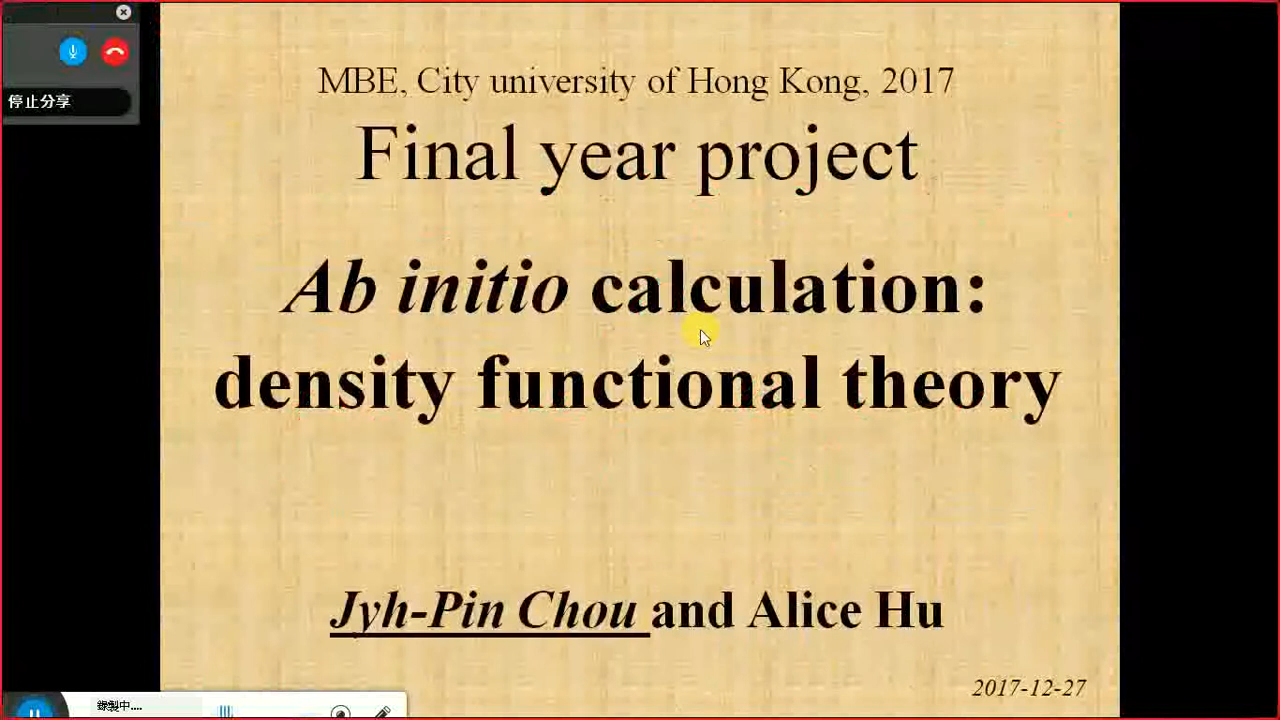 停止分享
MBE, City university of Hong Kong, 2017
Final year project
Ab initio calculation:
density functional theory
Jyh-Pin Chou and Alice Hu
2017-12-27
錄製中....